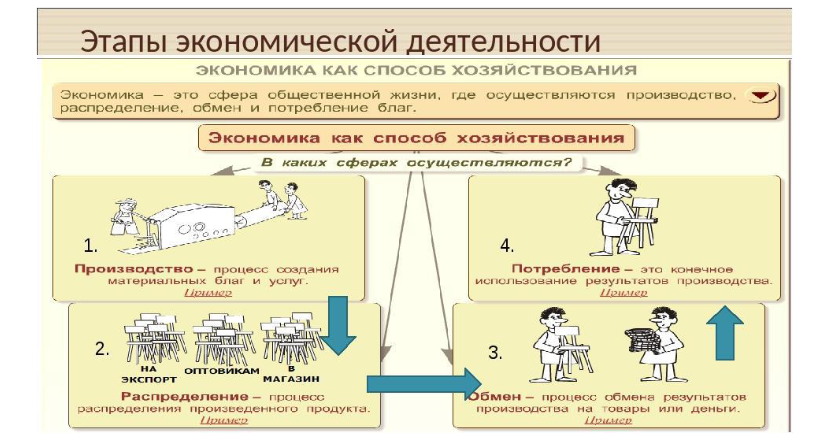 Этапы экономической деятельности
ЭКОНОМИКА КАК СПОСОБ ХОЗЯЙСТВОВАНИЯ
Экономика – это сфера общественной жизни, где осуществляются производство,
распределение, обмен и потребление благ.
Экономика как способ хозяйствования
В каких сферах осуществляются?
1.
Производство – процесс создания
материальных благ и услуг.
Пример
2.
НА
ЭКСПОРТ
ОПТОВИКАМ
В
МАГАЗИН
Распределение – процесс
распределения произведенного продукта.
Пример
3.
Обмен – процесс обмена результатов
производства на товары или деньги.
Пример
4.
Потребление – это конечное
использование результатов производства.
Пример